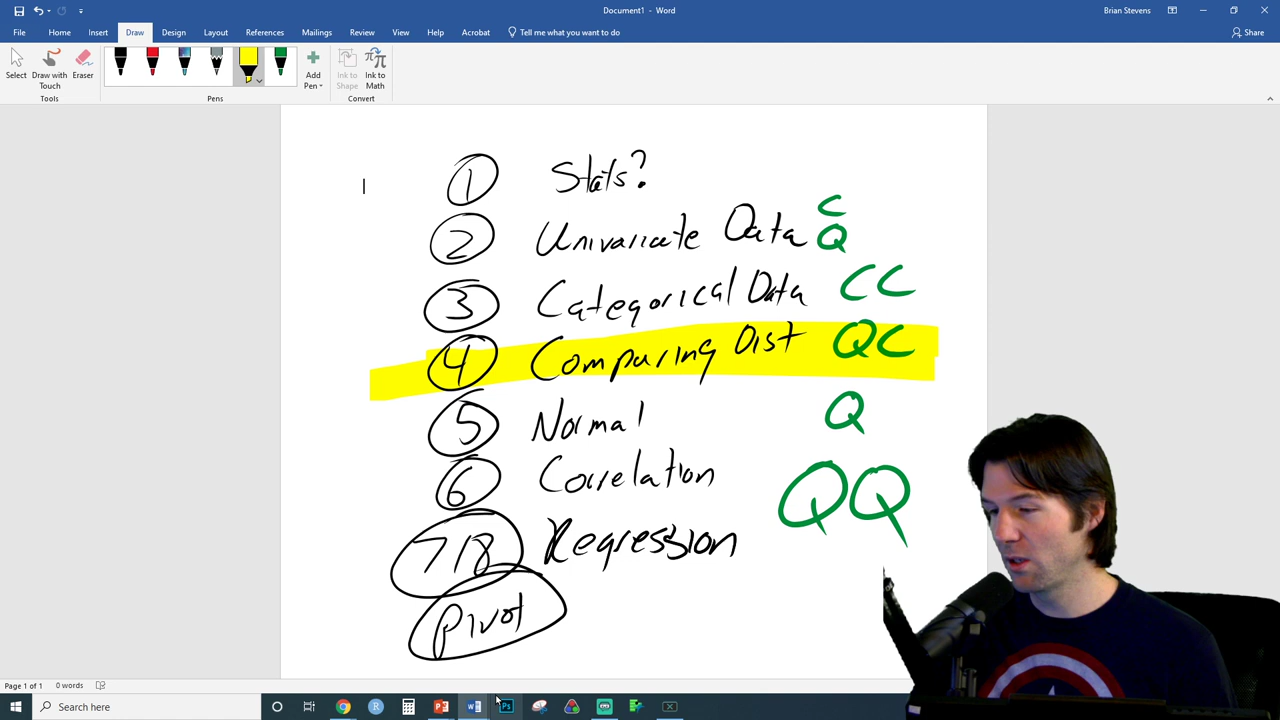 Document1 - Word
Brian Stevens
File Home Insert Draw Design Layout References Mailings Review View Help Acrobat Tell me what you want to do Share
Select Draw with Touch Eraser Add Pen Ink to Shape Ink to Math
Tools Pens Convert
1 Stats?
2 Univariate Data C Q
3 Categorical Data CC
4 Comparing Dist QC
5 Normal Q
6 Correlation QQ
7/8 Regression
pivot
Page 1 of 1 0 words
Type here to search